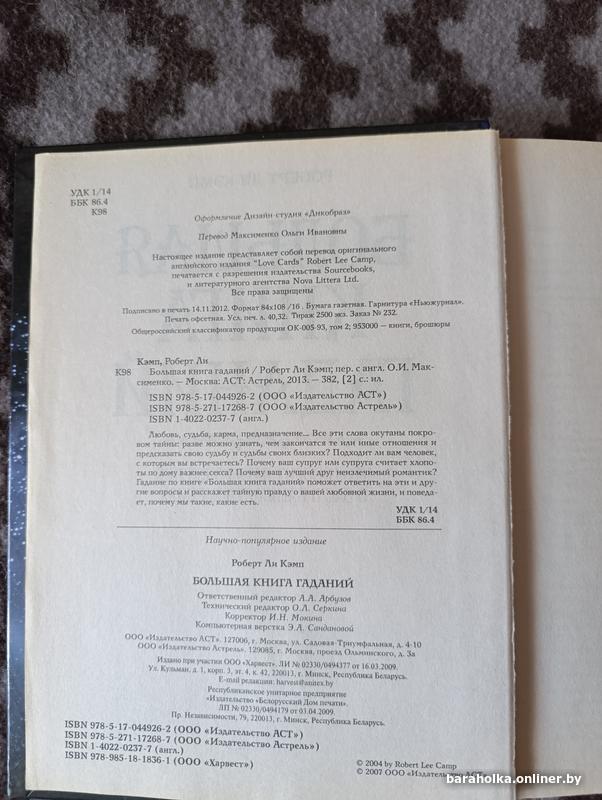 УДК 1/14
ББК 86.4
К98
Оформление Дизайн-студия «Дикобраз»
Перевод Максименко Ольги Ивановны
Настоящее издание представляет собой перевод оригинального
английского издания "Love Cards" Robert Lee Camp,
печатается с разрешения издательства Sourcebooks,
и литературного агентства Nova Littera Ltd.
Все права защищены
Подписано в печать 14.11.2012. Формат 84х108 /16 . Бумага газетная. Гарнитура «Ньюжурнал».
Печать офсетная. Усл. печ. л. 40,32. Тираж 2500 экз. Заказ № 232.
Общероссийский классификатор продукции ОК-005-93, том 2; 953000 — книги, брошюры
Кэмп, Роберт Ли
К98 Большая книга гаданий / Роберт Ли Кэмп; пер. с англ. О.И. Мак-
сименко. — Москва: АСТ: Астрель, 2013. — 382, [2] с.: ил.
ISBN 978-5-17-044926-2 (ООО «Издательство АСТ»)
ISBN 978-5-271-17268-7 (ООО «Издательство Астрель»)
ISBN 1-4022-0237-7 (англ.)
Любовь, судьба, карма, предназначение... Все эти слова окутаны покро-
вом тайны: разве можно узнать, чем закончатся те или иные отношения и
предсказать свою судьбу и судьбы своих близких? Подходит ли вам человек,
с которым вы встречаетесь? Почему ваш супруг или супруга считает хлопо-
ты по дому важнее секса? Почему ваш лучший друг неизлечимый романтик?
Гадание по книге «Большая книга гаданий» поможет ответить на эти и дру-
гие вопросы и расскажет тайную правду о вашей любовной жизни, и поведа-
ет, почему мы такие, какие есть.
УДК 1/14
ББК 86.4
Научно-популярное издание
Роберт Ли Кэмп
БОЛЬШАЯ КНИГА ГАДАНИЙ
Ответственный редактор А.А. Арбузов
Технический редактор О.Л. Серкина
Корректор И.Н. Мокина
Компьютерная верстка Э.А. Сандановой
ООО «Издательство АСТ». 127006, г. Москва, ул. Садовая-Триумфальная, д. 4-10
ООО «Издательство Астрель». 129085, г. Москва, проезд Ольминского, д. 3а
Издано при участии ООО «Харвест». ЛИ № 02330/0494377 от 16.03.2009.
Ул. Кульман, д. 1, корп. 3, эт. 4, к. 42, 220013, г. Минск, Республика Беларусь.
E-mail редакции: harvest@anitex.by
Республиканское унитарное предприятие
«Издательство «Белорусский Дом печати».
ЛП № 02330/0494179 от 03.04.2009.
Пр. Независимости, 79, 220013, г. Минск, Республика Беларусь.
ISBN 978-5-17-044926-2 (ООО «Издательство АСТ»)
ISBN 978-5-271-17268-7 (ООО «Издательство Астрель»)
ISBN 1-4022-0237-7 (англ.)
ISBN 978-985-18-1836-1 (ООО «Харвест»)
© 2004 by Robert Lee Camp
© 2007 ООО «Издательство АСТ»
baraholka.onliner.by